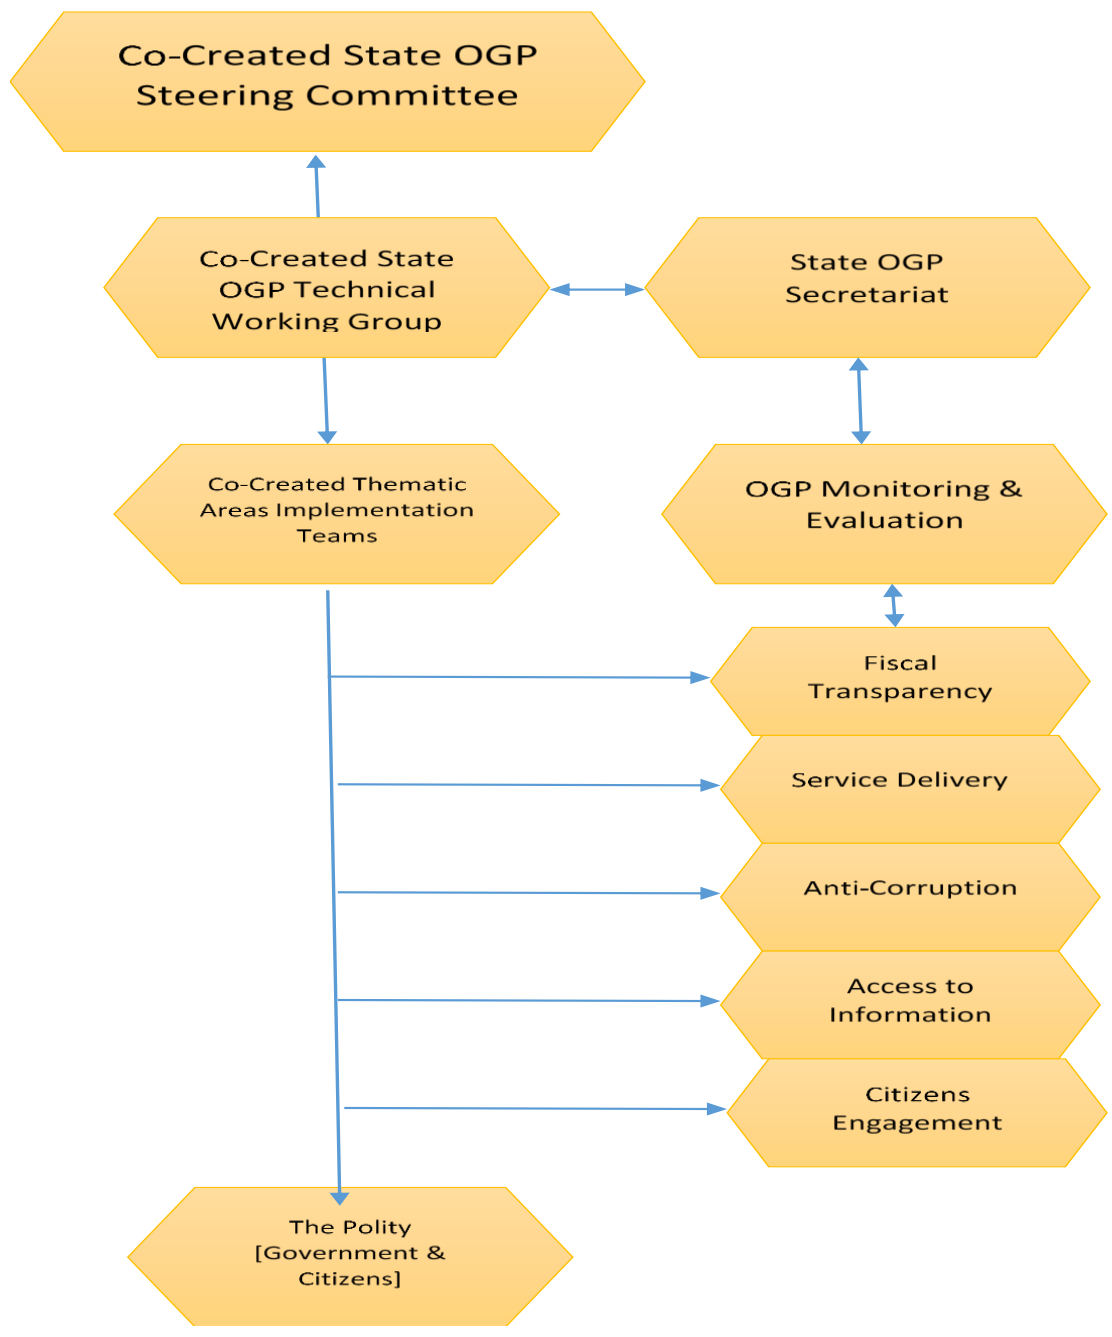 Co-Created State OGP
Steering Committee
Co-Created State
OGP Technical
Working Group
State OGP
Secretariat
Co-Created Thematic
Areas Implementation
Teams
OGP Monitoring &
Evaluation
Fiscal
Transparency
Service Delivery
Anti-Corruption
Access to
Information
Citizens
Engagement
The Polity
[Government &
Citizens]